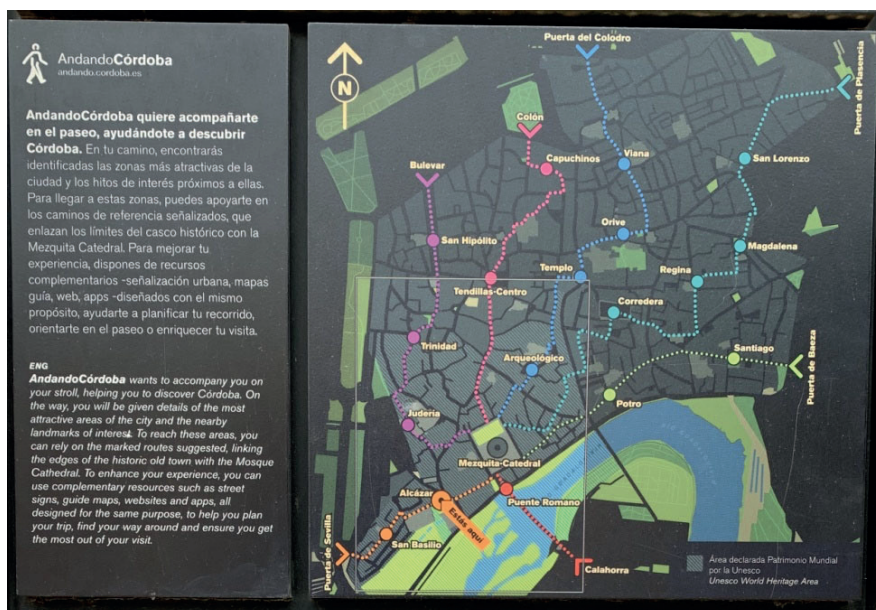 AndandoCórdoba
andando.cordoba.es
AndandoCórdoba quiere acompañarte
en el paseo, ayudándote a descubrir
Córdoba. En tu camino, encontrarás
identificadas las zonas más atractivas de la
ciudad y los hitos de interés próximos a ellas.
Para llegar a estas zonas, puedes apoyarte en
los caminos de referencia señalizados, que
enlazan los límites del casco histórico con la
Mezquita Catedral. Para mejorar tu
experiencia, dispones de recursos
complementarios -señalización urbana, mapas
guía, web, apps -diseñados con el mismo
propósito, ayudarte a planificar tu recorrido,
orientarte en el paseo o enriquecer tu visita.
ENG
AndandoCórdoba wants to accompany you on
your stroll, helping you to discover Córdoba. On
the way, you will be given details of the most
attractive areas of the city and the nearby
landmarks of interest. To reach these areas, you
can rely on the marked routes suggested, linking
the edges of the historic old town with the Mosque
Cathedral. To enhance your experience, you can
use complementary resources such as street
signs, guide maps, websites and apps, all
designed for the same purpose, to help you plan
your trip, find your way around and ensure you get
the most out of your visit.
N
Puerta del Colodro
Puerta de Plasencia
Colón
Capuchinos
Viana
San Lorenzo
Bulevar
Orive
San Hipólito
Magdalena
Templo
Regina
Tendillas-Centro
Corredera
Trinidad
Santiago
Arqueológico
Puerta de Baeza
Potro
Judería
Mezquita-Catedral
Alcázar
Puente Romano
Estás aquí
San Basilio
Puerta de Sevilla
Calahorra
Área declarada Patrimonio Mundial
por la Unesco
Unesco World Heritage Area